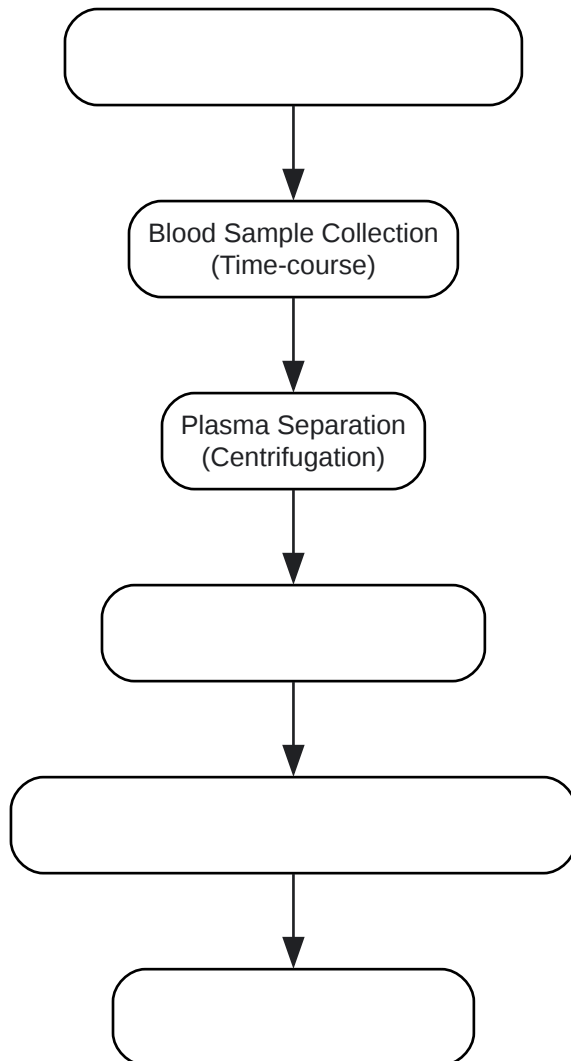 Blood Sample Collection
(Time-course)
Plasma Separation
(Centrifugation)